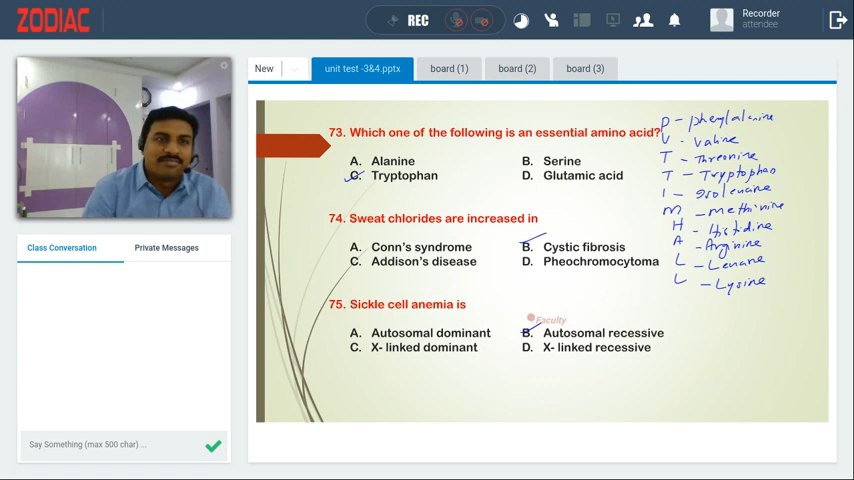 ZODIAC
REC
Recorder
attendee
New
unit test -3&4.pptx
board (1)
board (2)
board (3)
73. Which one of the following is an essential amino acid?
A. Alanine
B. Serine
C. Tryptophan
D. Glutamic acid
74. Sweat chlorides are increased in
A. Conn's syndrome
B. Cystic fibrosis
C. Addison's disease
D. Pheochromocytoma
75. Sickle cell anemia is
Faculty
A. Autosomal dominant
B. Autosomal recessive
C. X- linked dominant
D. X- linked recessive
P - phenylalanine
V - Valine
T - Threonine
T - Tryptophan
I - Isoleucine
M - methinine
H - Histidine
A - Arginine
L - Leucine
L - Lysine
Class Conversation
Private Messages
Say Something (max 500 char) ...